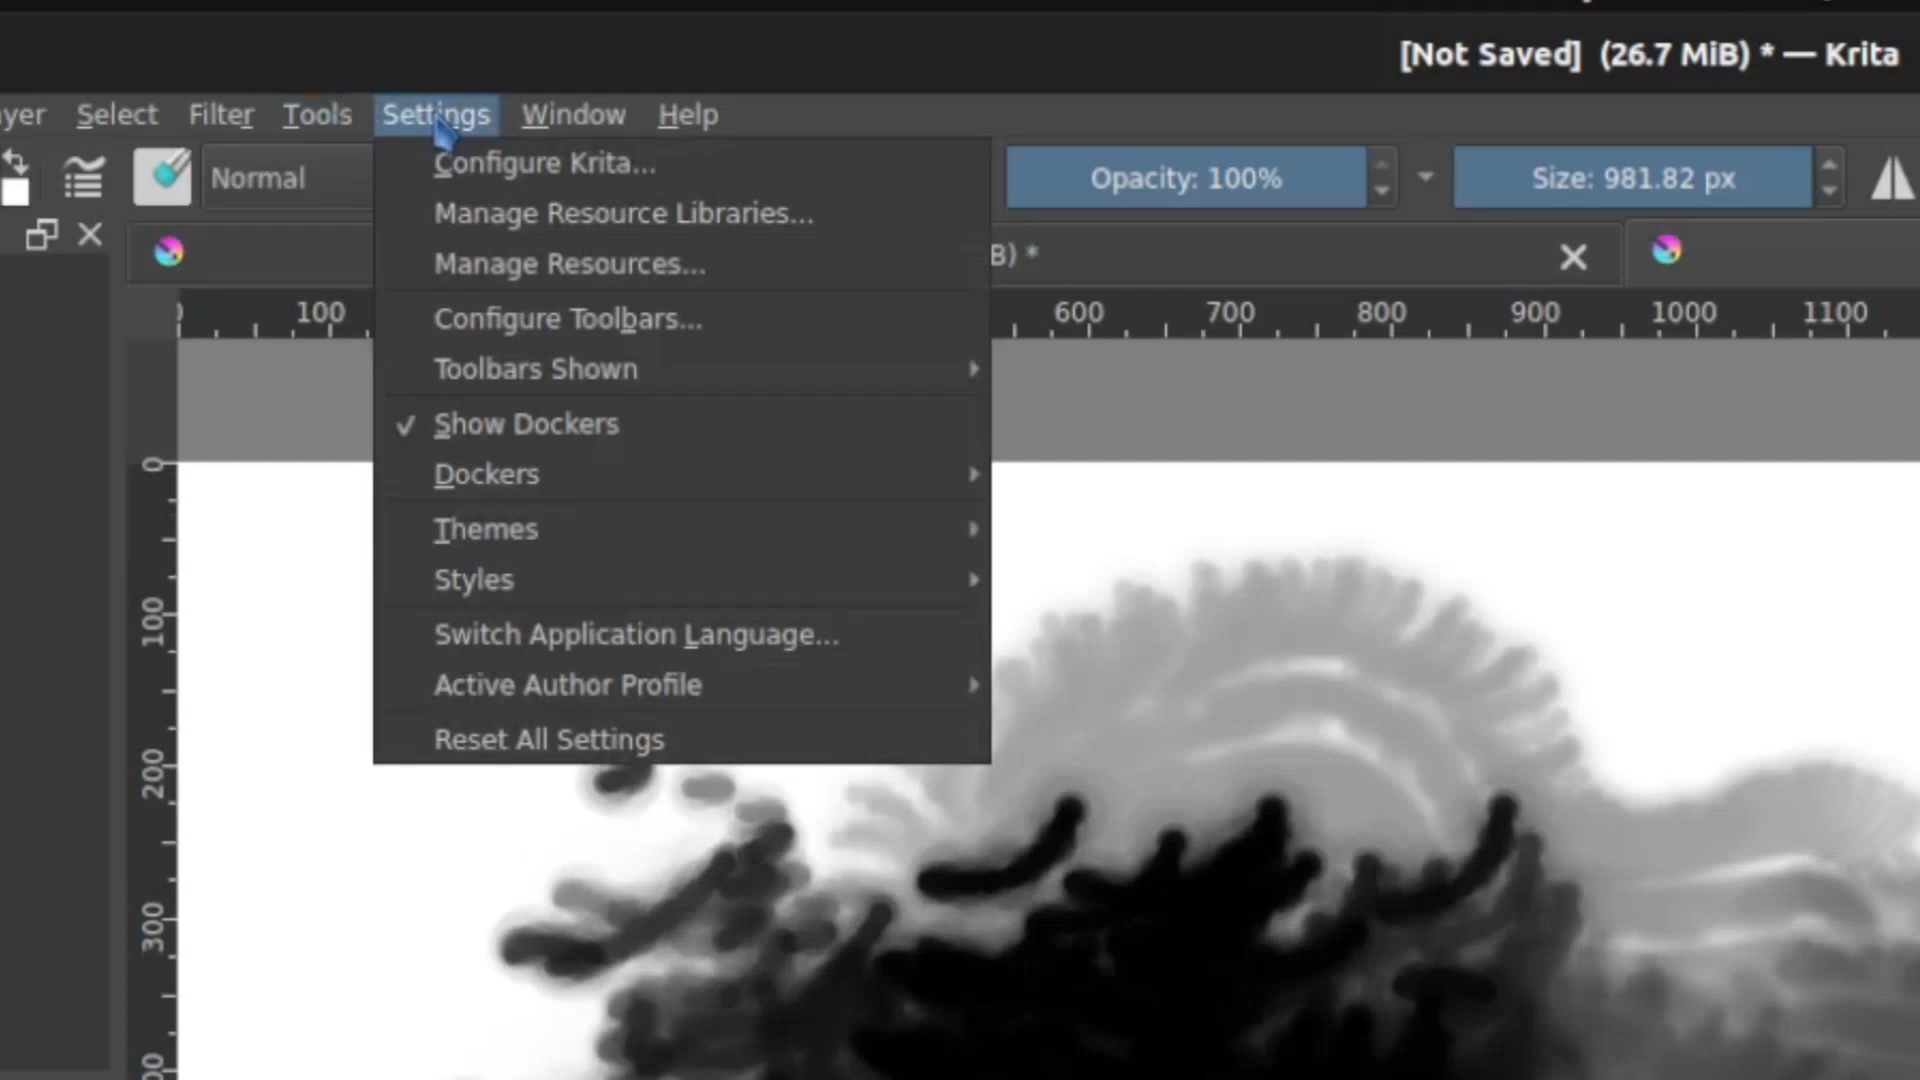 [Not Saved] (26.7 MiB) * — Krita
Select Filter Tools Settings Window Help
Normal
Opacity: 100%
Size: 981.82 px
Configure Krita...
Manage Resource Libraries...
Manage Resources...
Configure Toolbars...
Toolbars Shown
Show Dockers
Dockers
Themes
Styles
Switch Application Language...
Active Author Profile
Reset All Settings
B) *
100 600 700 800 900 1000 1100
0
100
200
300